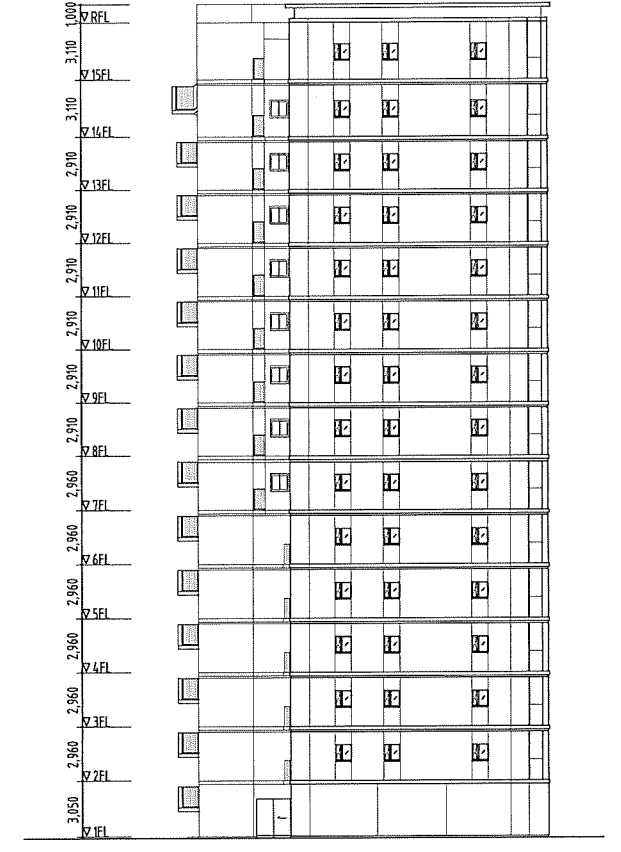 1,000
▽ RFL
3,110
▽ 15FL
3,110
▽ 14FL
2,910
▽ 13FL
2,910
▽ 12FL
2,910
▽ 11FL
2,910
▽ 10FL
2,910
▽ 9FL
2,910
▽ 8FL
2,960
▽ 7FL
2,960
▽ 6FL
2,960
▽ 5FL
2,960
▽ 4FL
2,960
▽ 3FL
2,960
▽ 2FL
3,050
▽ 1FL